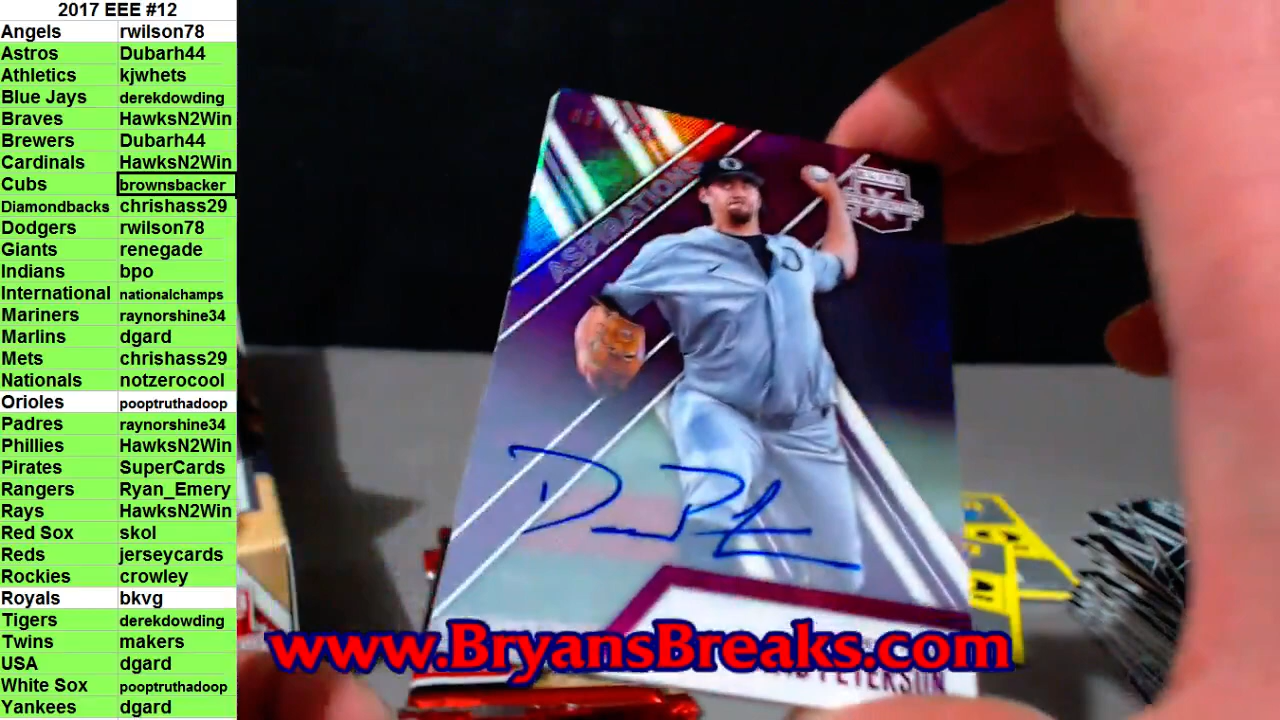 2017 EEE #12
Angels rwilson78
Astros Dubarh44
Athletics kjwhets
Blue Jays derekdowding
Braves HawksN2Win
Brewers Dubarh44
Cardinals HawksN2Win
Cubs brownsbacker
Diamondbacks chrishass29
Dodgers rwilson78
Giants renegade
Indians bpo
International nationalchamps
Mariners raynorshine34
Marlins dgard
Mets chrishass29
Nationals notzerocool
Orioles pooptruthadoop
Padres raynorshine34
Phillies HawksN2Win
Pirates SuperCards
Rangers Ryan_Emery
Rays HawksN2Win
Red Sox skol
Reds jerseycards
Rockies crowley
Royals bkvg
Tigers derekdowding
Twins makers
USA dgard
White Sox pooptruthadoop
Yankees dgard
ASPIRATIONS
www.BryansBreaks.com
PETERSON